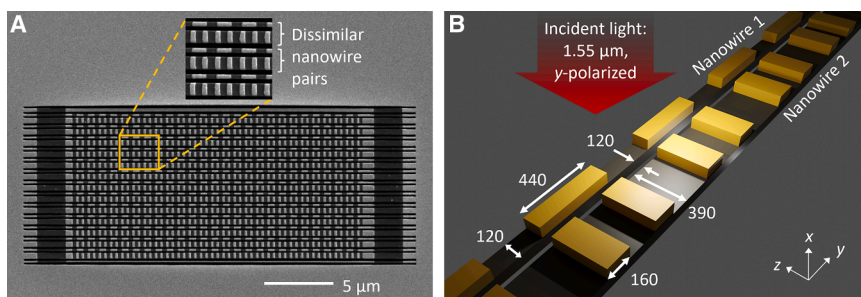 A
Dissimilar
nanowire
pairs
5 μm
B
Incident light:
1.55 μm,
y-polarized
Nanowire 1
Nanowire 2
120
440
390
120
160
x
y
z